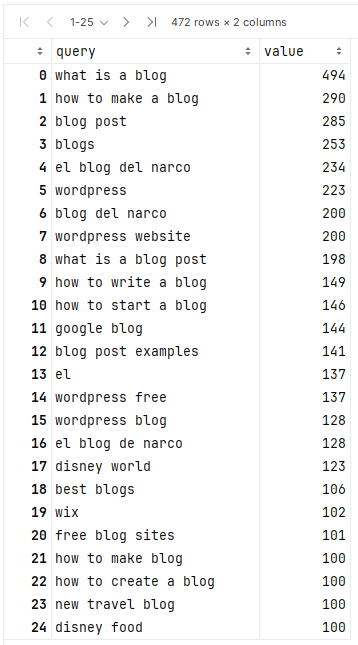 1-25 472 rows × 2 columns
query value
0 what is a blog 494
1 how to make a blog 290
2 blog post 285
3 blogs 253
4 el blog del narco 234
5 wordpress 223
6 blog del narco 200
7 wordpress website 200
8 what is a blog post 198
9 how to write a blog 149
10 how to start a blog 146
11 google blog 144
12 blog post examples 141
13 el 137
14 wordpress free 137
15 wordpress blog 128
16 el blog de narco 128
17 disney world 123
18 best blogs 106
19 wix 102
20 free blog sites 101
21 how to make blog 100
22 how to create a blog 100
23 new travel blog 100
24 disney food 100